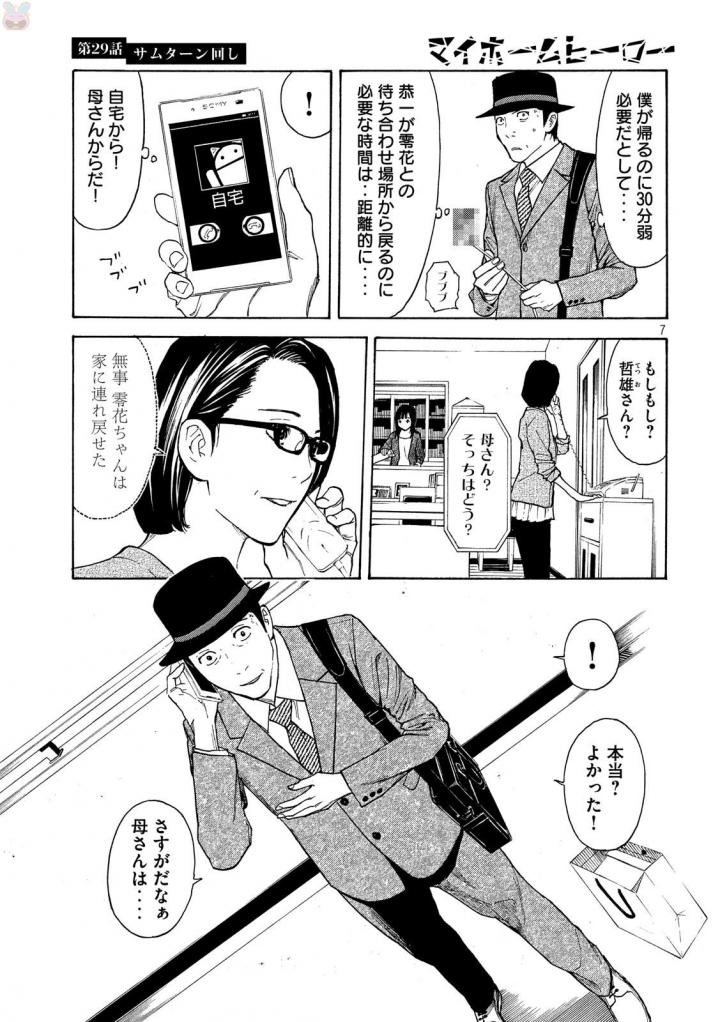 第29話 サムターン回し
マイホームヒーロー
僕が帰るのに30分弱
必要だとして‥‥
恭一が零花との
待ち合わせ場所から戻るのに
必要な時間は‥距離的に‥‥
ブブブ
!
SONY
自宅
自宅から!
母さんからだ!
ブブブ
7
もしもし?
哲雄さん?
てつお
母さん?
そっちはどう?
無事 零花ちゃんは
家に連れ戻せた
!
本当?
よかった!
さすがだなぁ
母さんは‥‥